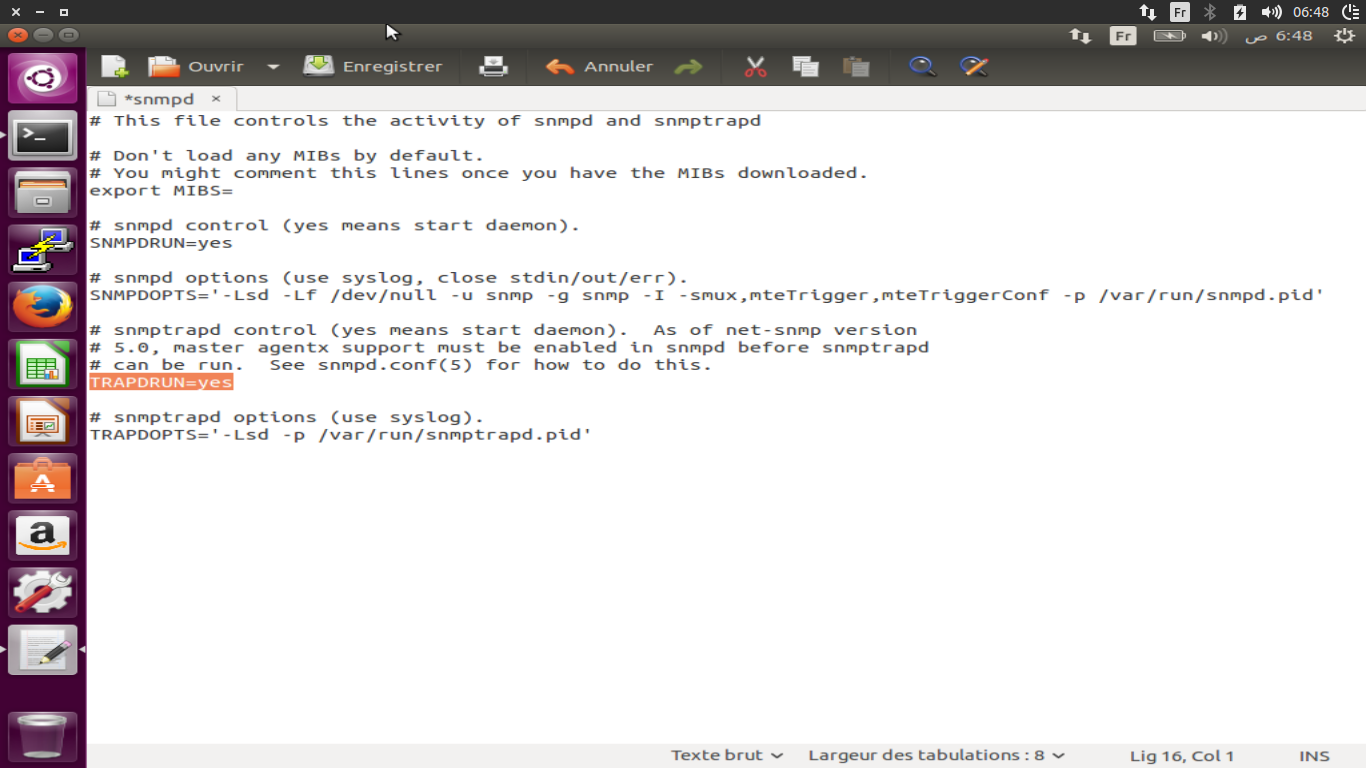 Fr
06:48
Fr
6:48 ص
Ouvrir
Enregistrer
Annuler
*snmpd ×
# This file controls the activity of snmpd and snmptrapd
# Don't load any MIBs by default.
# You might comment this lines once you have the MIBs downloaded.
export MIBS=
# snmpd control (yes means start daemon).
SNMPDRUN=yes
# snmpd options (use syslog, close stdin/out/err).
SNMPDOPTS='-Lsd -Lf /dev/null -u snmp -g snmp -I -smux,mteTrigger,mteTriggerConf -p /var/run/snmpd.pid'
# snmptrapd control (yes means start daemon).  As of net-snmp version
# 5.0, master agentx support must be enabled in snmpd before snmptrapd
# can be run.  See snmpd.conf(5) for how to do this.
TRAPDRUN=yes
# snmptrapd options (use syslog).
TRAPDOPTS='-Lsd -p /var/run/snmptrapd.pid'
>_
A
a
Texte brut
Largeur des tabulations : 8
Lig 16, Col 1
INS